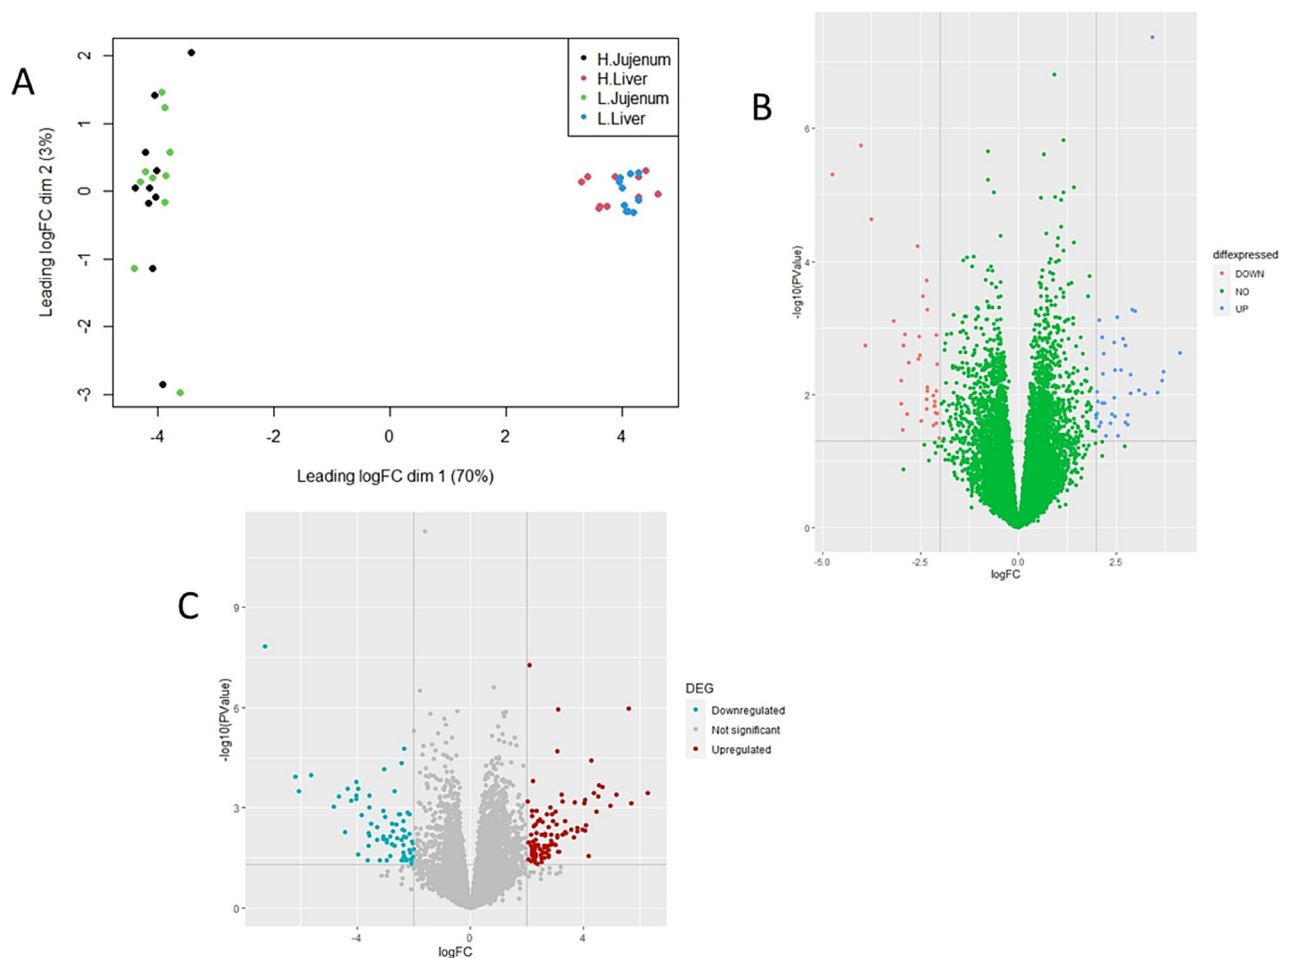 A
2
1
0
-1
-2
-3
Leading logFC dim 2 (3%)
-4
-2
0
2
4
Leading logFC dim 1 (70%)
H.Jujenum
H.Liver
L.Jujenum
L.Liver
B
6
4
2
0
-log10(PValue)
-5.0
-2.5
0.0
2.5
logFC
diffexpressed
DOWN
NO
UP
C
9
6
3
0
-log10(PValue)
-4
0
4
logFC
DEG
Downregulated
Not significant
Upregulated